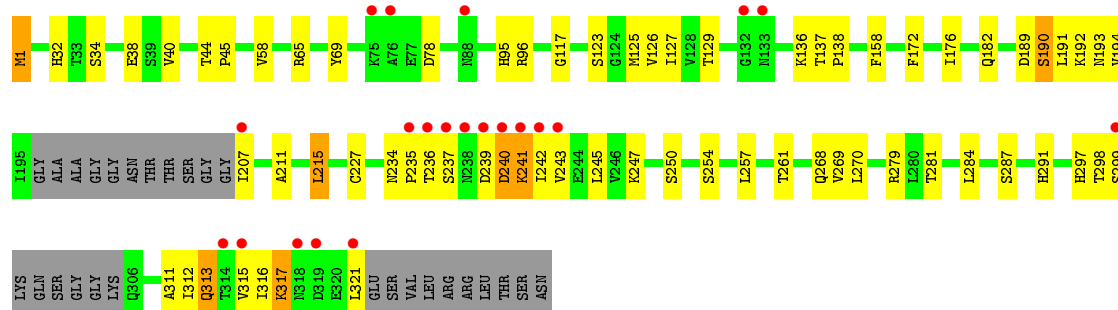 M1 H32 T33 S34 E38 S39 V40 T44 P45 V58 R65 Y69 K75 A76 E77 D78 N88 H95 R96 G117 S123 G124 M125 V126 I127 V128 T129 G132 N133 K136 T137 P138 F158 F172 I176 Q182 D189 S190 L191 K192 N193 V194
I195 GLY ALA ALA GLY GLY ASN THR THR SER GLY GLY I207 A211 L215 C227 N234 P235 T236 S237 N238 D239 D240 K241 I242 V243 E244 L245 V246 K247 S250 S254 L257 T261 Q268 V269 L270 R279 L280 T281 L284 S287 H291 H297 T298 S299
LYS GLN SER GLY GLY LYS Q306 A311 I312 Q313 T314 V315 I316 K317 N318 D319 E320 L321 GLU SER VAL LEU ARG ARG LEU THR SER ASN